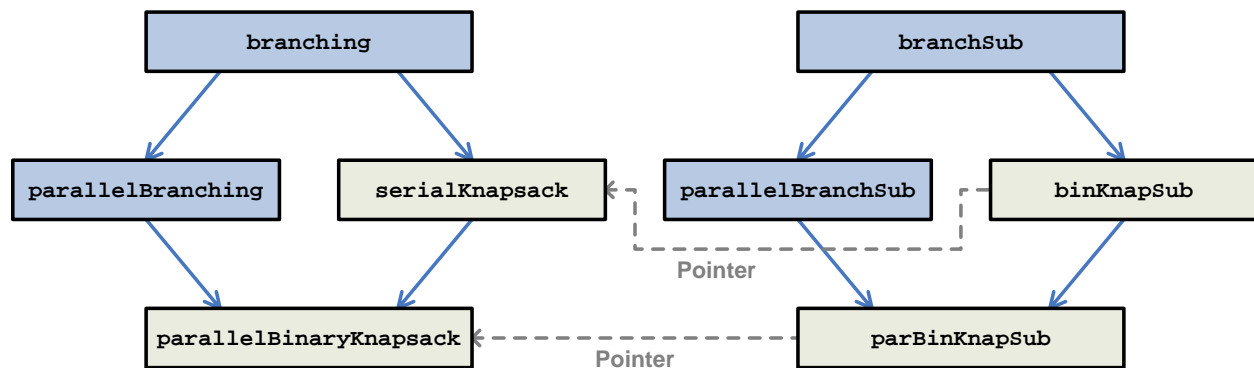 branching
branchSub
parallelBranching
serialKnapsack
parallelBranchSub
binKnapSub
Pointer
parallelBinaryKnapsack
parBinKnapSub
Pointer